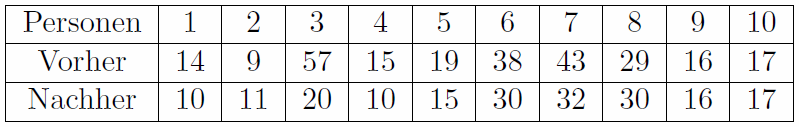 Personen 1 2 3 4 5 6 7 8 9 10
Vorher 14 9 57 15 19 38 43 29 16 17
Nachher 10 11 20 10 15 30 32 30 16 17